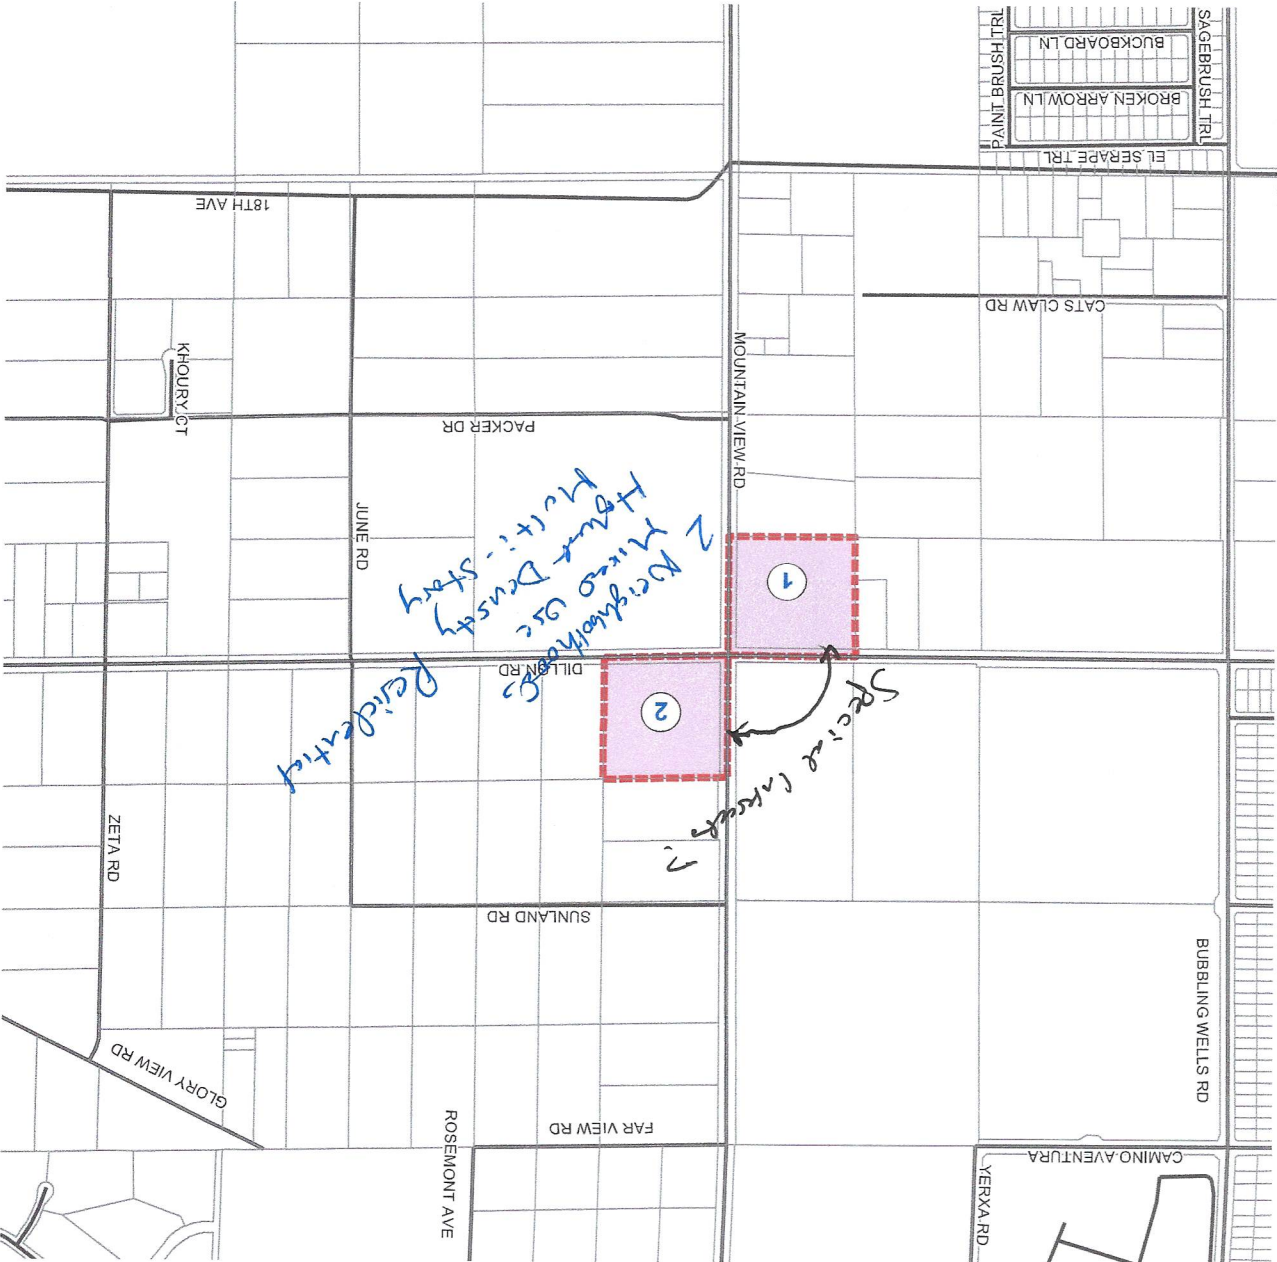 PAINT BRUSH TRL
BUCKBOARD LN
BROKEN ARROW LN
SAGEBRUSH TRL
EL SERAPE TRL
18TH AVE
CATS CLAW RD
KHOURY CT
MOUNTAIN VIEW RD
PACKER DR
JUNE RD
2 Neighborhoods
Mixed Use
Higher Density
Multi-Story
Residential
1
DILLON RD
2
Special
?
ZETA RD
SUNLAND RD
BUBBLING WELLS RD
GLORY VIEW RD
ROSEMONT AVE
FAR VIEW RD
CAMINO AVENTURA
YERXA RD